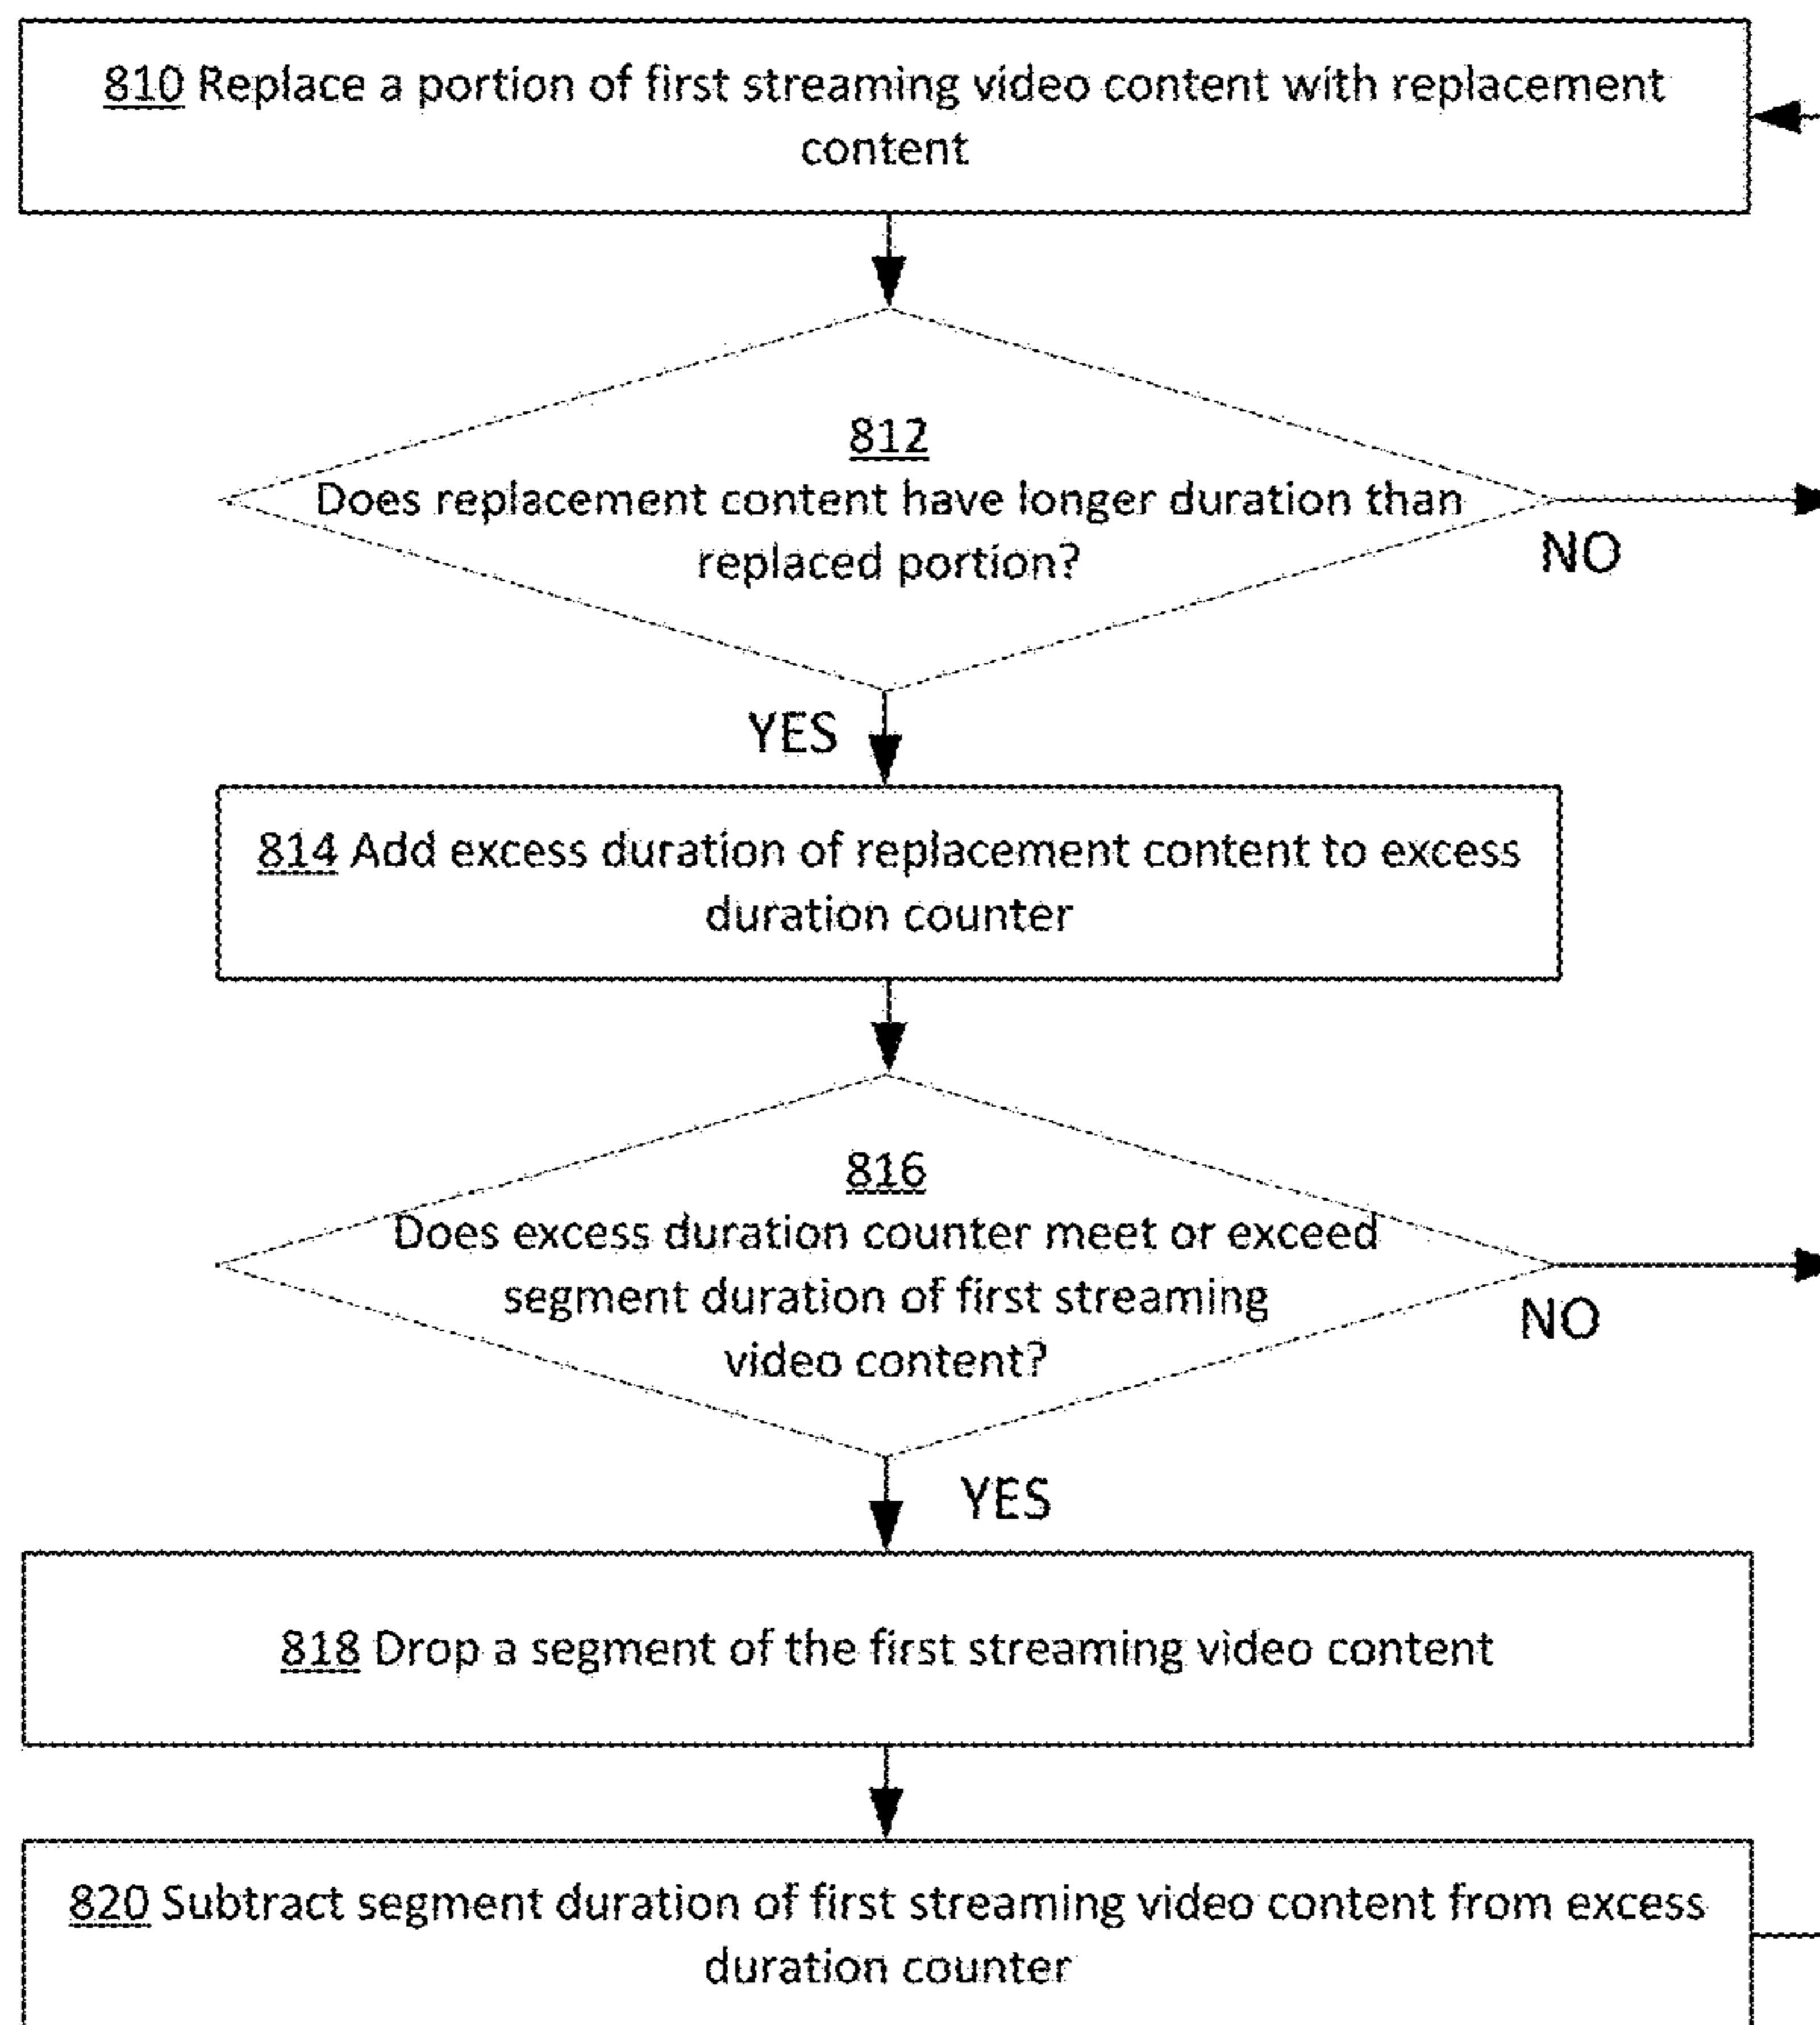 810 Replace a portion of first streaming video content with replacement
content
812
Does replacement content have longer duration than
replaced portion?
NO
YES
814 Add excess duration of replacement content to excess
duration counter
816
Does excess duration counter meet or exceed
segment duration of first streaming
video content?
NO
YES
818 Drop a segment of the first streaming video content
820 Subtract segment duration of first streaming video content from excess
duration counter